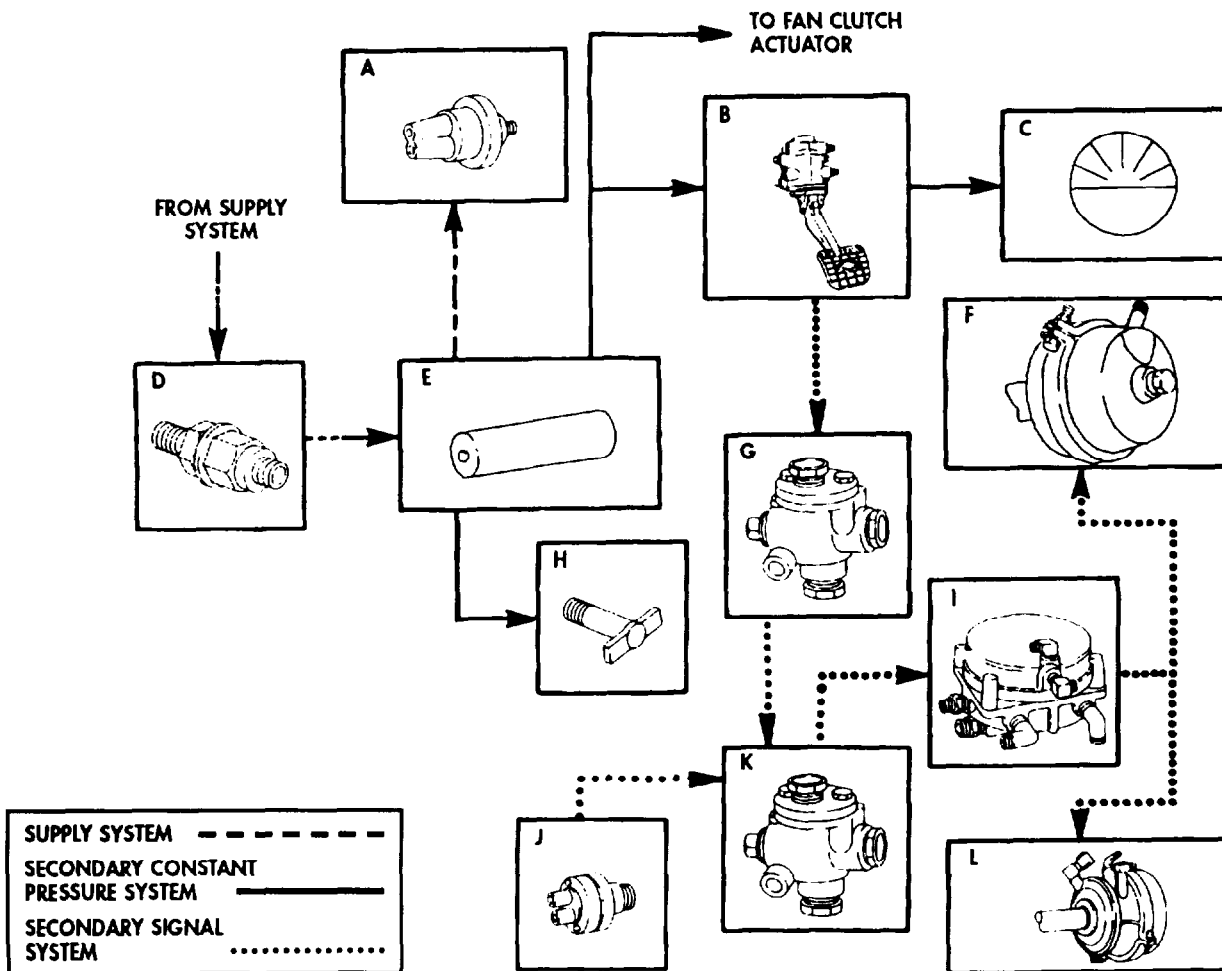 TO FAN CLUTCH
ACTUATOR
A
B
C
FROM SUPPLY
SYSTEM
D
E
F
G
H
I
J
K
L
SUPPLY SYSTEM
SECONDARY CONSTANT
PRESSURE SYSTEM
SECONDARY SIGNAL
SYSTEM